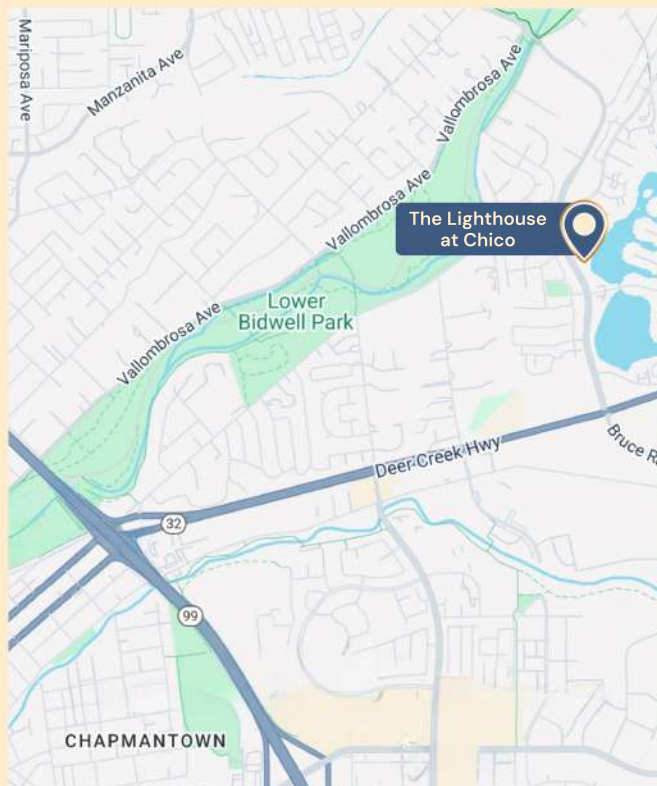 Mariposa Ave
Manzanita Ave
Vallombrosa Ave
Vallombrosa Ave
The Lighthouse
at Chico
Lower
Bidwell Park
Vallombrosa Ave
Deer Creek Hwy
Bruce R
32
99
CHAPMANTOWN